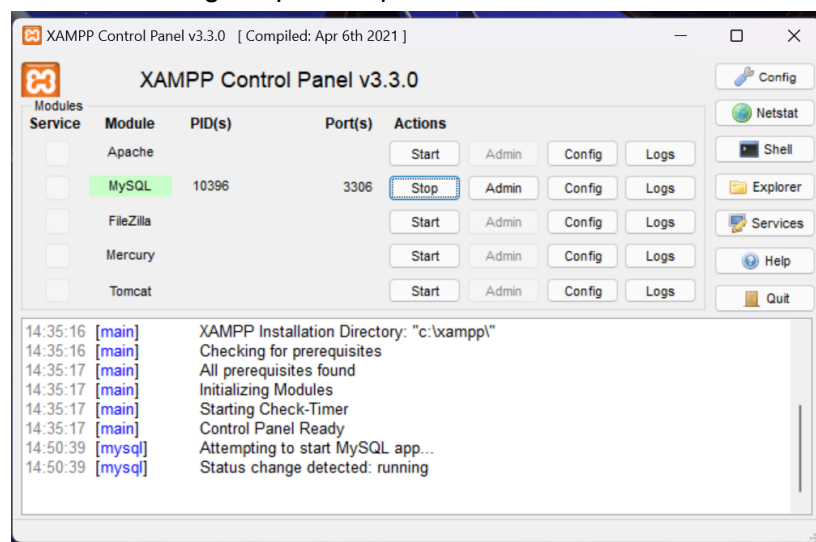 XAMPP Control Panel v3.3.0 [ Compiled: Apr 6th 2021 ]
XAMPP Control Panel v3.3.0
Config
Modules
Service Module PID(s) Port(s) Actions
Netstat
Apache Start Admin Config Logs
Shell
MySQL 10396 3306 Stop Admin Config Logs
Explorer
FileZilla Start Admin Config Logs
Services
Mercury Start Admin Config Logs
Help
Tomcat Start Admin Config Logs
Quit
14:35:16 [main] XAMPP Installation Directory: "c:\xampp\"
14:35:16 [main] Checking for prerequisites
14:35:17 [main] All prerequisites found
14:35:17 [main] Initializing Modules
14:35:17 [main] Starting Check-Timer
14:35:17 [main] Control Panel Ready
14:50:39 [mysql] Attempting to start MySQL app...
14:50:39 [mysql] Status change detected: running